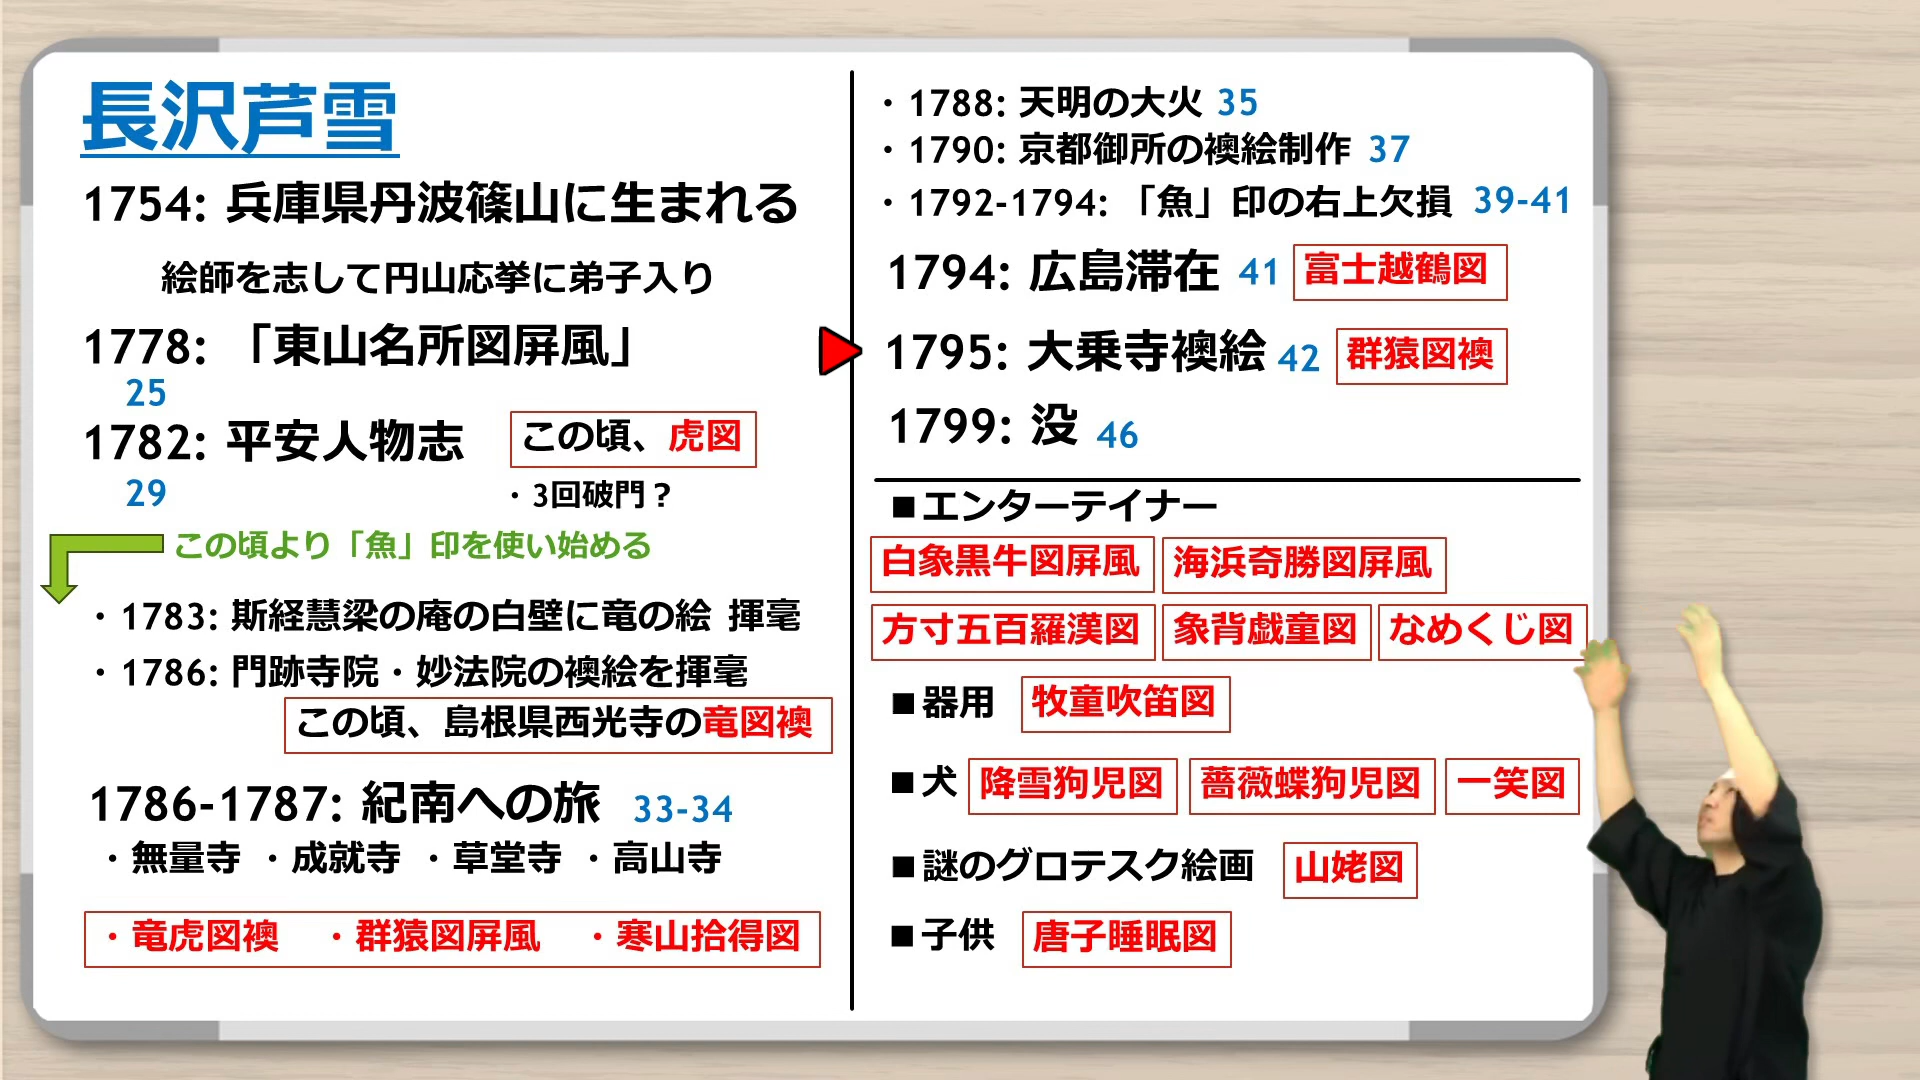 長沢芦雪
1754: 兵庫県丹波篠山に生まれる
絵師を志して円山応挙に弟子入り
1778: 「東山名所図屏風」
25
1782: 平安人物志 この頃、虎図
29 ・3回破門？
この頃より「魚」印を使い始める
・1783: 斯経慧梁の庵の白壁に竜の絵 揮毫
・1786: 門跡寺院・妙法院の襖絵を揮毫
この頃、島根県西光寺の竜図襖
1786-1787: 紀南への旅 33-34
・無量寺 ・成就寺 ・草堂寺 ・高山寺
・竜虎図襖 ・群猿図屏風 ・寒山拾得図
・1788: 天明の大火 35
・1790: 京都御所の襖絵制作 37
・1792-1794: 「魚」印の右上欠損 39-41
1794: 広島滞在 41 富士越鶴図
1795: 大乗寺襖絵 42 群猿図襖
1799: 没 46
■エンターテイナー
白象黒牛図屏風 海浜奇勝図屏風
方寸五百羅漢図 象背戯童図 なめくじ図
■器用 牧童吹笛図
■犬 降雪狗児図 薔薇蝶狗児図 一笑図
■謎のグロテスク絵画 山姥図
■子供 唐子睡眠図